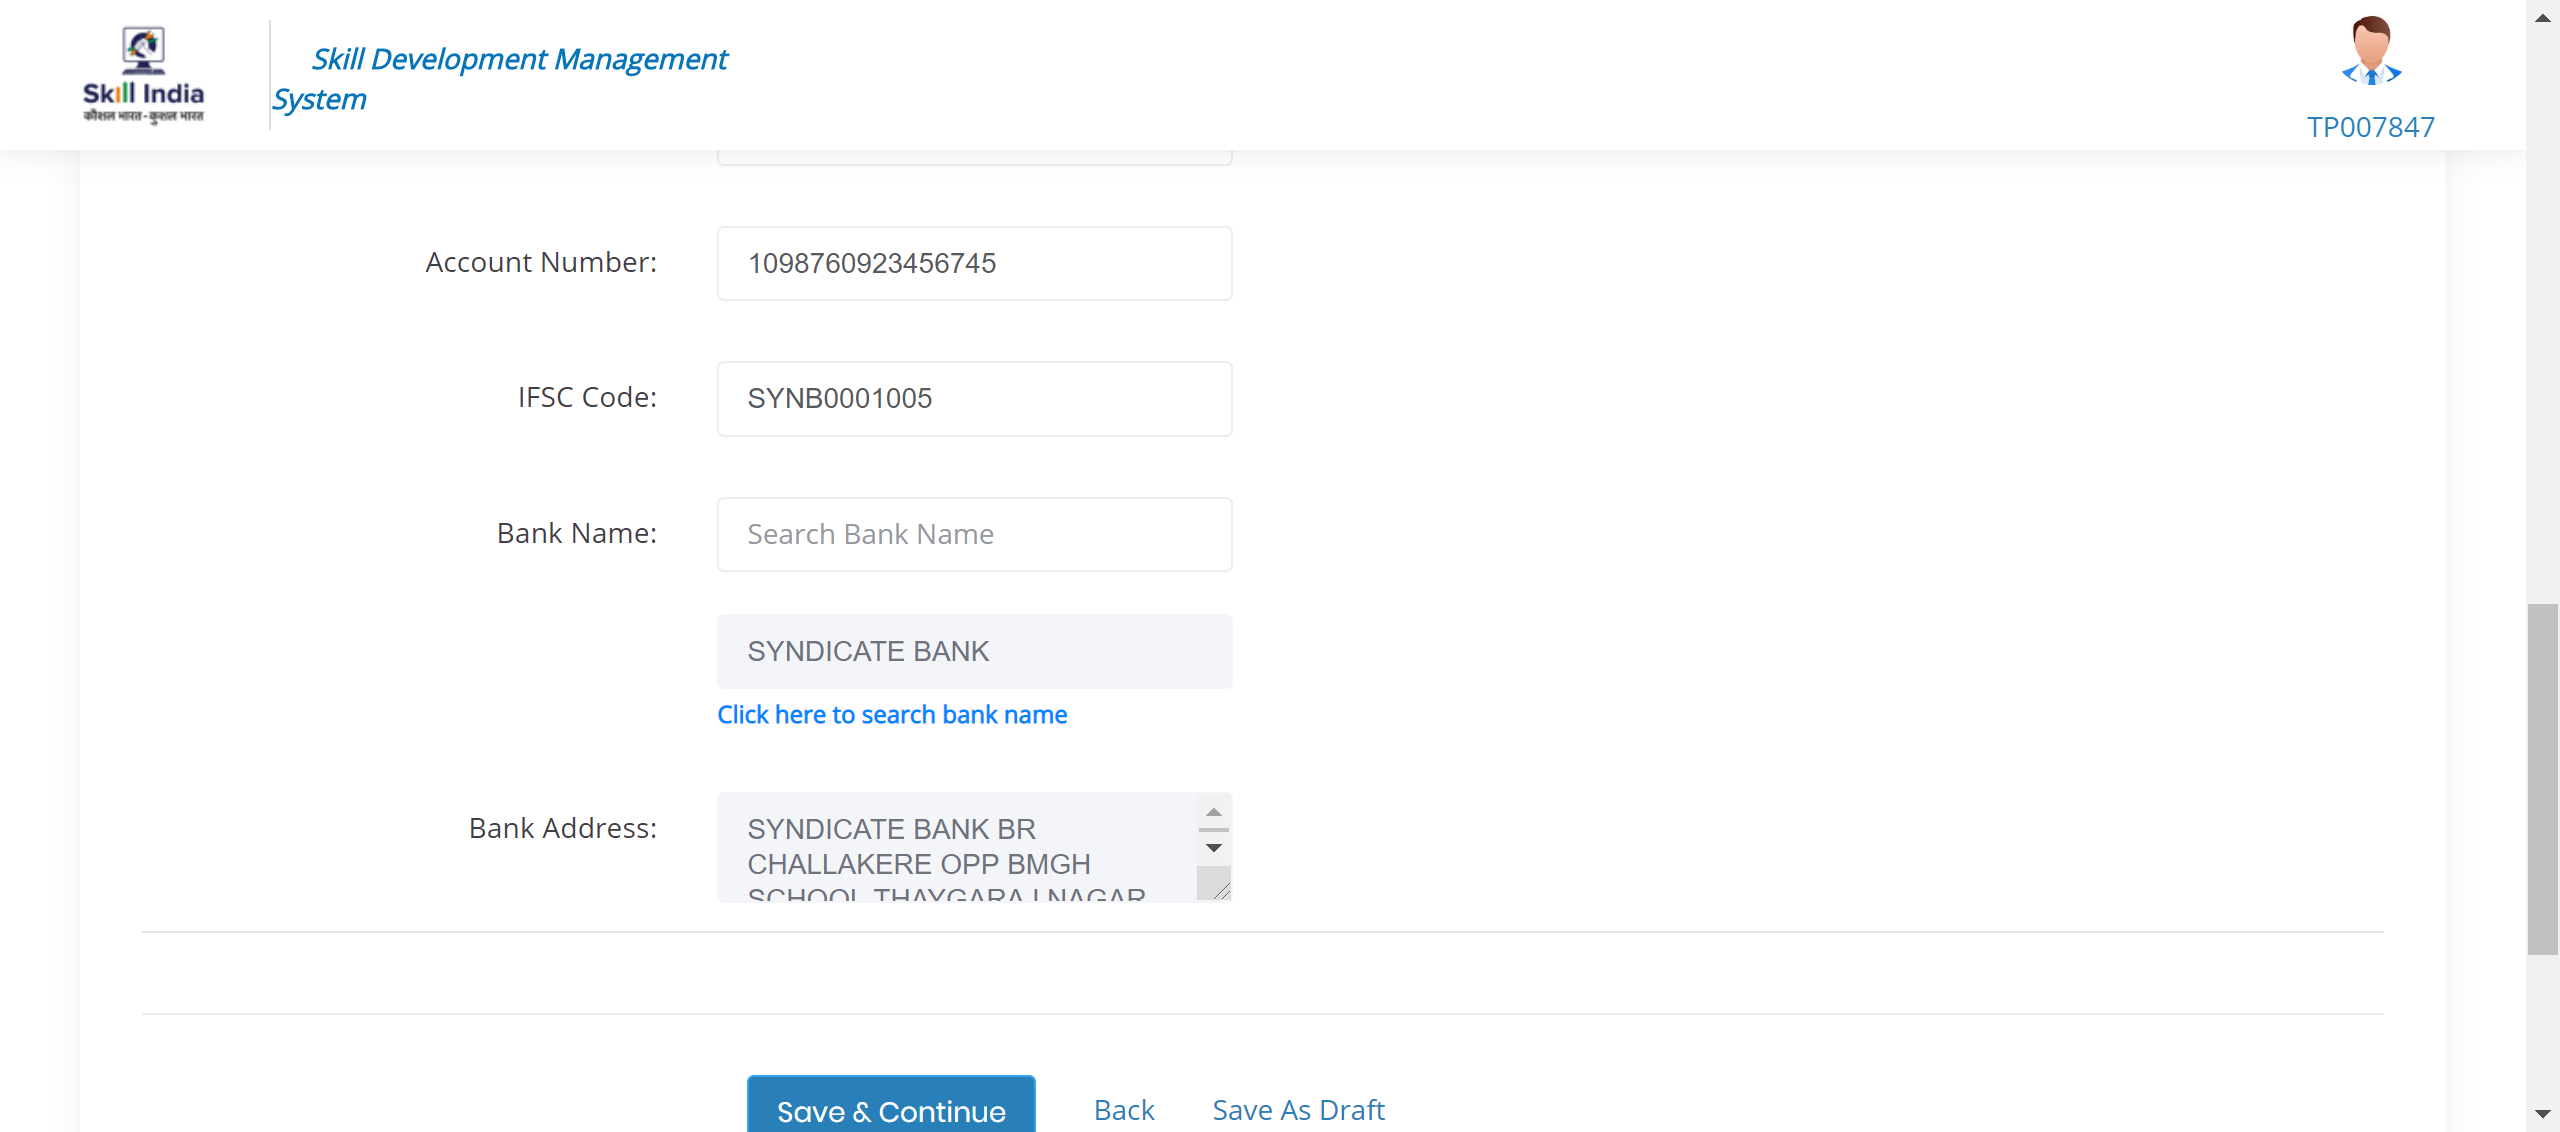 Skill India
कौशल भारत - कुशल भारत
Skill Development Management
System
TP007847
Account Number:
1098760923456745
IFSC Code:
SYNB0001005
Bank Name:
Search Bank Name
SYNDICATE BANK
Click here to search bank name
Bank Address:
SYNDICATE BANK BR
CHALLAKERE OPP BMGH
SCHOOL THAYGARAJ NAGAR
Save & Continue
Back
Save As Draft